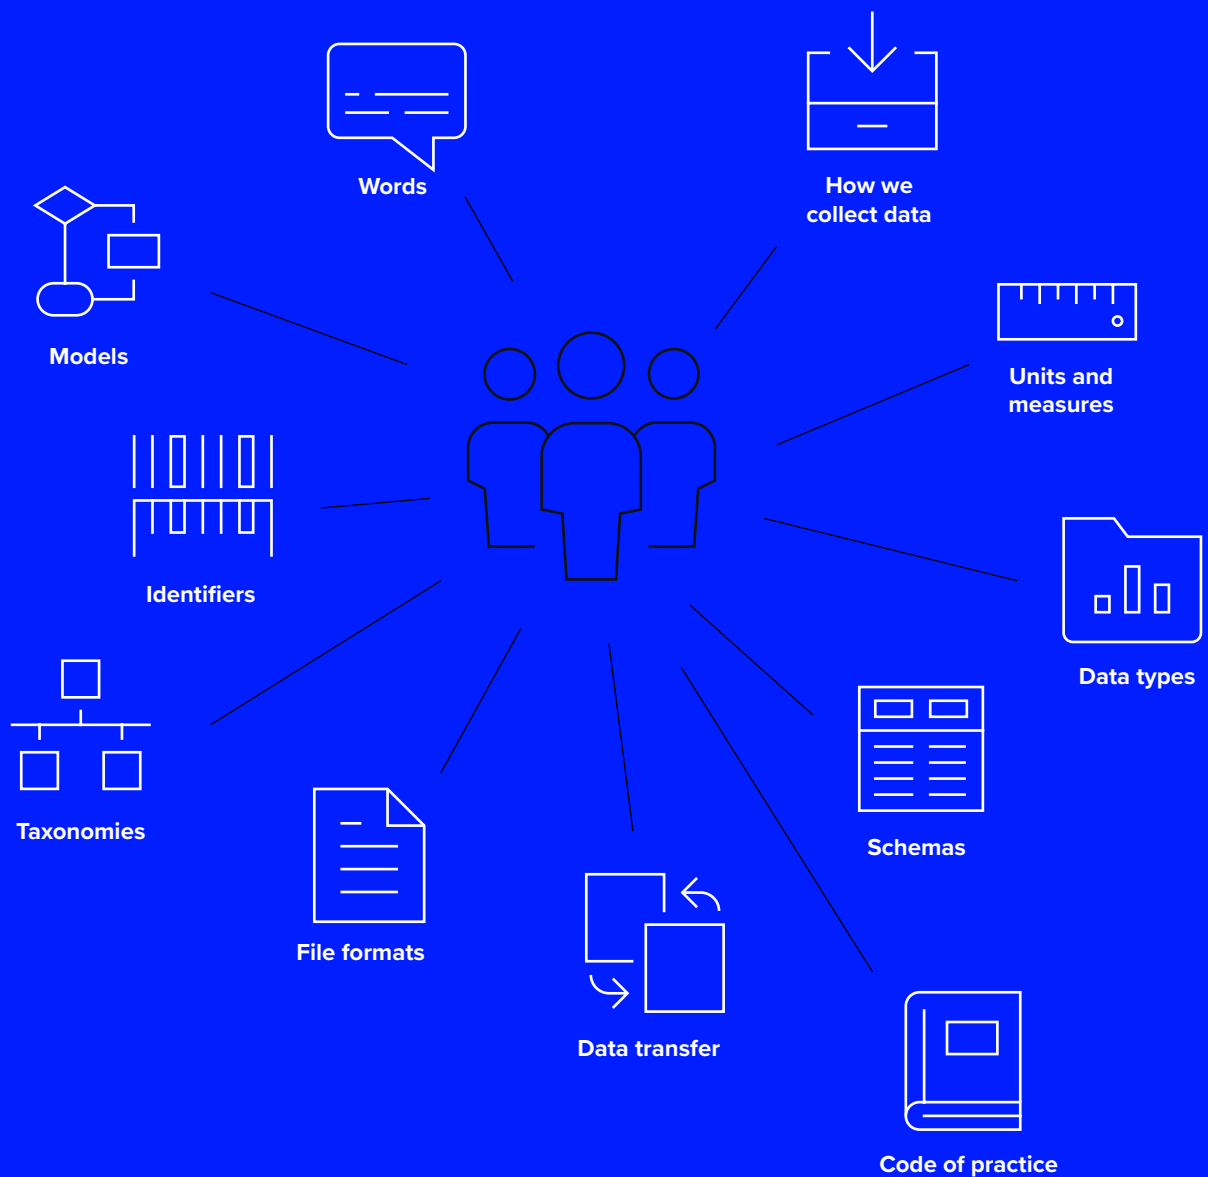 Words
How we
collect data
Models
Units and
measures
Identifiers
Data types
Taxonomies
Schemas
File formats
Data transfer
Code of practice